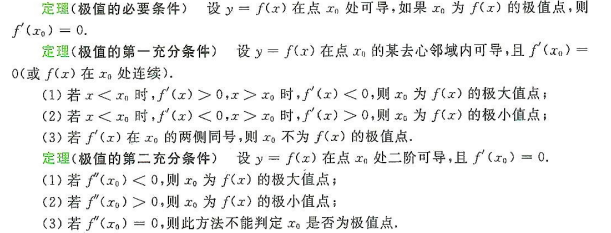 定理(极值的必要条件) 设 y = f(x) 在点 x₀ 处可导,如果 x₀ 为 f(x) 的极值点,则
f′(x₀) = 0.
定理(极值的第一充分条件) 设 y = f(x) 在点 x₀ 的某去心邻域内可导,且 f′(x₀) =
0(或 f(x) 在 x₀ 处连续).
(1) 若 x < x₀ 时,f′(x) > 0,x > x₀ 时,f′(x) < 0,则 x₀ 为 f(x) 的极大值点;
(2) 若 x < x₀ 时,f′(x) < 0,x > x₀ 时,f′(x) > 0,则 x₀ 为 f(x) 的极小值点;
(3) 若 f′(x) 在 x₀ 的两侧同号,则 x₀ 不为 f(x) 的极值点.
定理(极值的第二充分条件) 设 y = f(x) 在点 x₀ 处二阶可导,且 f′(x₀) = 0.
(1) 若 f″(x₀) < 0,则 x₀ 为 f(x) 的极大值点;
(2) 若 f″(x₀) > 0,则 x₀ 为 f(x) 的极小值点;
(3) 若 f″(x₀) = 0,则此方法不能判定 x₀ 是否为极值点.